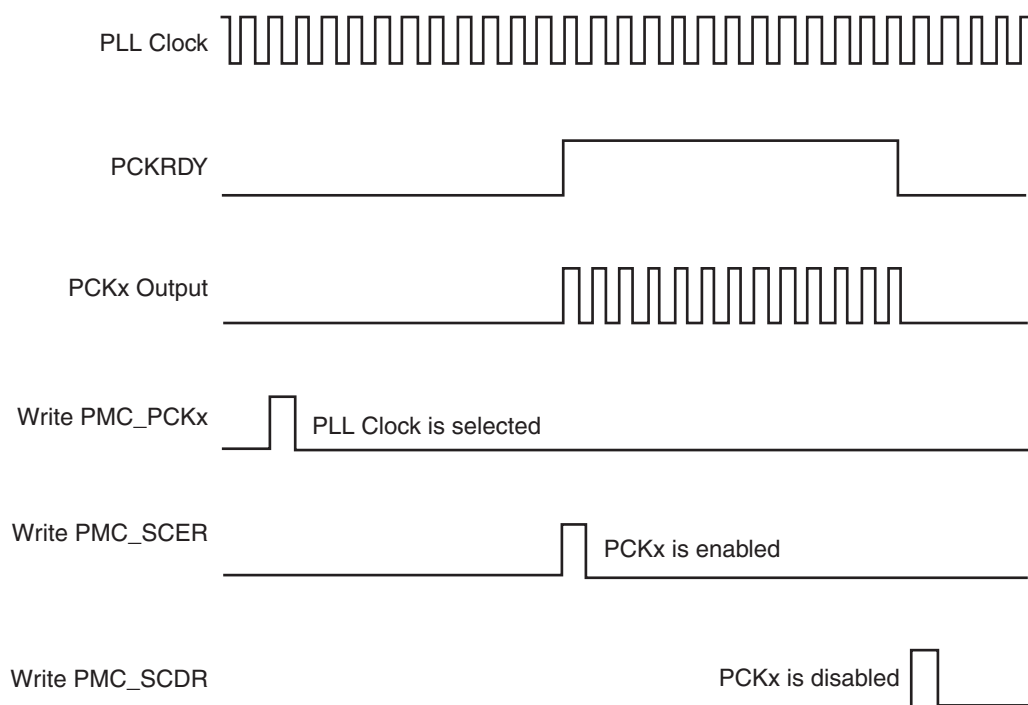 PLL Clock
PCKRDY
PCKx Output
Write PMC_PCKx
PLL Clock is selected
Write PMC_SCER
PCKx is enabled
Write PMC_SCDR
PCKx is disabled